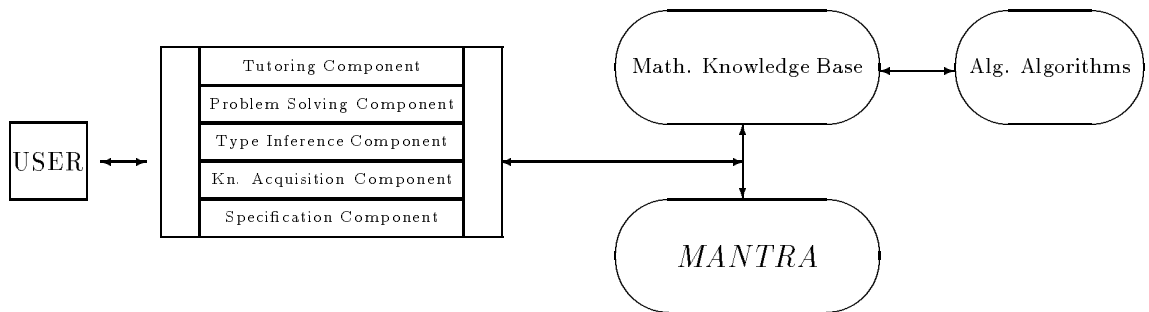 USER
Tutoring Component
Problem Solving Component
Type Inference Component
Kn. Acquisition Component
Specification Component
Math. Knowledge Base
Alg. Algorithms
MANTRA